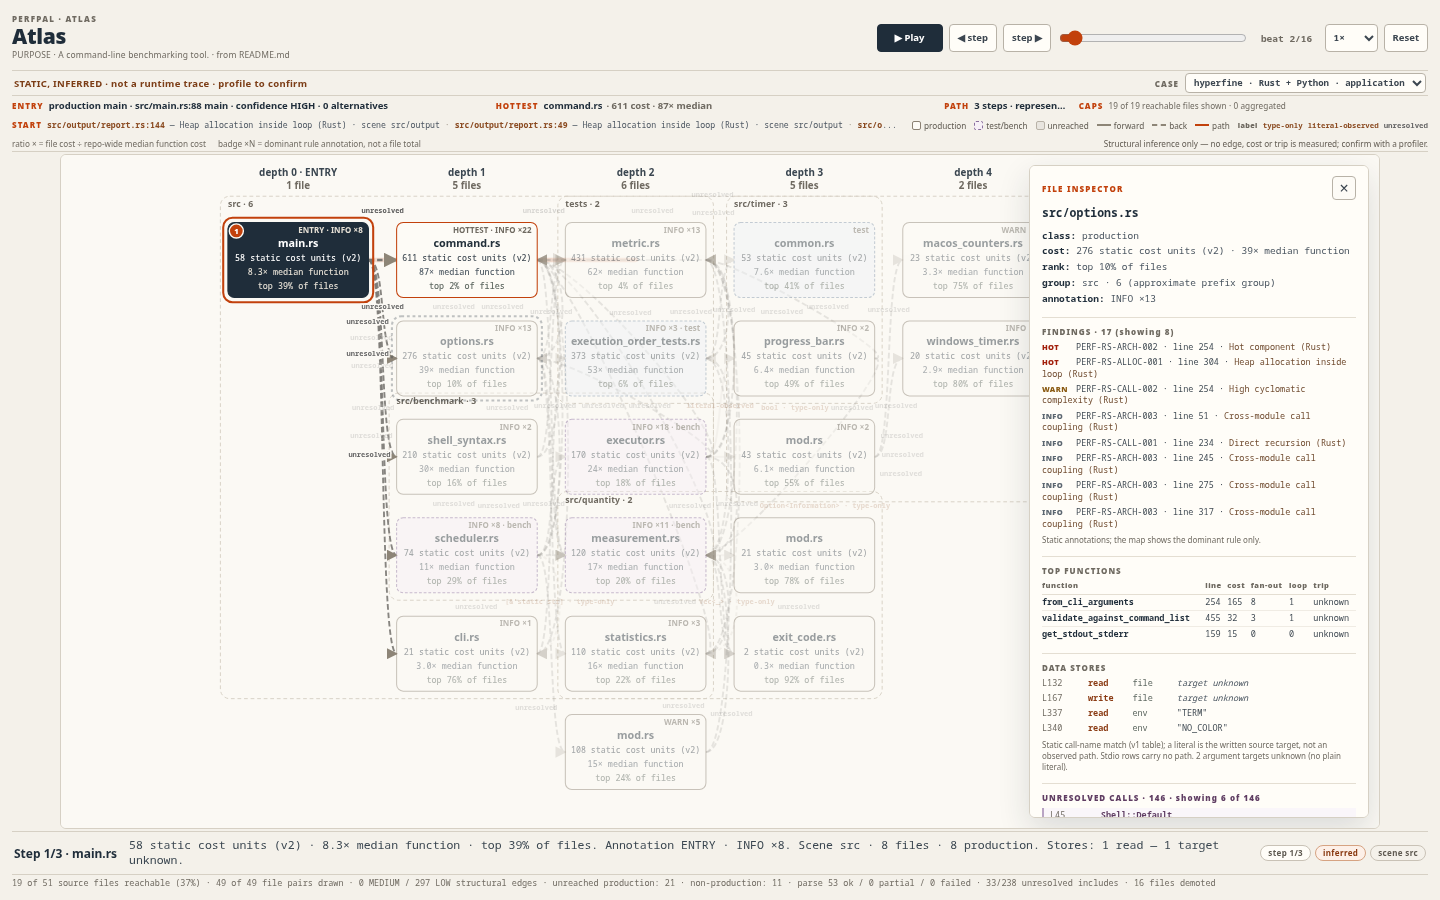 PERFPAL · ATLAS
Atlas
PURPOSE · A command-line benchmarking tool. · from README.md
▶ Play
◀ step
step ▶
beat 2/16
1×
Reset
STATIC, INFERRED · not a runtime trace · profile to confirm
CASE hyperfine · Rust + Python · application
ENTRY production main · src/main.rs:88 main · confidence HIGH · 0 alternatives
HOTTEST command.rs · 611 cost · 87× median
PATH 3 steps · represen…
CAPS 19 of 19 reachable files shown · 0 aggregated
START src/output/report.rs:144 — Heap allocation inside loop (Rust) · scene src/output · src/output/report.rs:49 — Heap allocation inside loop (Rust) · scene src/output · src/o...
production test/bench unreached forward back path label type-only literal-observed unresolved
ratio × = file cost ÷ repo-wide median function cost badge ×N = dominant rule annotation, not a file total
Structural inference only — no edge, cost or trip is measured; confirm with a profiler.
depth 0 · ENTRY
1 file
depth 1
5 files
depth 2
6 files
depth 3
5 files
depth 4
2 files
src · 6
tests · 2
src/timer · 3
src/benchmark · 3
src/quantity · 2
1
ENTRY · INFO ×8
main.rs
58 static cost units (v2)
8.3× median function
top 39% of files
HOTTEST · INFO ×22
command.rs
611 static cost units (v2)
87× median function
top 2% of files
INFO ×13
options.rs
276 static cost units (v2)
39× median function
top 10% of files
INFO ×2
shell_syntax.rs
210 static cost units (v2)
30× median function
top 16% of files
INFO ×8 · bench
scheduler.rs
74 static cost units (v2)
11× median function
top 29% of files
INFO ×1
cli.rs
21 static cost units (v2)
3.0× median function
top 76% of files
INFO ×13
metric.rs
431 static cost units (v2)
62× median function
top 4% of files
INFO ×3 · test
execution_order_tests.rs
373 static cost units (v2)
53× median function
top 6% of files
INFO ×18 · bench
executor.rs
170 static cost units (v2)
24× median function
top 18% of files
INFO ×11 · bench
measurement.rs
120 static cost units (v2)
17× median function
top 20% of files
INFO ×3
statistics.rs
110 static cost units (v2)
16× median function
top 22% of files
WARN ×5
mod.rs
108 static cost units (v2)
15× median function
top 24% of files
test
common.rs
53 static cost units (v2)
7.6× median function
top 41% of files
INFO ×2
progress_bar.rs
45 static cost units (v2)
6.4× median function
top 49% of files
INFO ×2
mod.rs
43 static cost units (v2)
6.1× median function
top 55% of files
mod.rs
21 static cost units (v2)
3.0× median function
top 78% of files
exit_code.rs
2 static cost units (v2)
0.3× median function
top 92% of files
WARN
macos_counters.rs
23 static cost units (v2)
3.3× median function
top 75% of files
INFO
windows_timer.rs
20 static cost units (v2)
2.9× median function
top 80% of files
unresolved
unresolved
unresolved
unresolved
unresolved
FILE INSPECTOR
✕
src/options.rs
class: production
cost: 276 static cost units (v2) · 39× median function
rank: top 10% of files
group: src · 6 (approximate prefix group)
annotation: INFO ×13
FINDINGS · 17 (showing 8)
HOT PERF-RS-ARCH-002 · line 254 · Hot component (Rust)
HOT PERF-RS-ALLOC-001 · line 304 · Heap allocation inside
loop (Rust)
WARN PERF-RS-CALL-002 · line 254 · High cyclomatic
complexity (Rust)
INFO PERF-RS-ARCH-003 · line 51 · Cross-module call
coupling (Rust)
INFO PERF-RS-CALL-001 · line 234 · Direct recursion (Rust)
INFO PERF-RS-ARCH-003 · line 245 · Cross-module call
coupling (Rust)
INFO PERF-RS-ARCH-003 · line 275 · Cross-module call
coupling (Rust)
INFO PERF-RS-ARCH-003 · line 317 · Cross-module call
coupling (Rust)
Static annotations; the map shows the dominant rule only.
TOP FUNCTIONS
function line cost fan-out loop trip
from_cli_arguments 254 165 8 1 unknown
validate_against_command_list 455 32 3 1 unknown
get_stdout_stderr 159 15 0 0 unknown
DATA STORES
L132 read file target unknown
L167 write file target unknown
L337 read env "TERM"
L340 read env "NO_COLOR"
Static call-name match (v1 table); a literal is the written source target, not an
observed path. Stdio rows carry no path. 2 argument targets unknown (no plain
literal).
UNRESOLVED CALLS · 146 · showing 6 of 146
L45 Shell::Default
Step 1/3 · main.rs
58 static cost units (v2) · 8.3× median function · top 39% of files. Annotation ENTRY · INFO ×8. Scene src · 8 files · 8 production. Stores: 1 read — 1 target
unknown.
step 1/3
inferred
scene src
19 of 51 source files reachable (37%) · 49 of 49 file pairs drawn · 0 MEDIUM / 297 LOW structural edges · unreached production: 21 · non-production: 11 · parse 53 ok / 0 partial / 0 failed · 33/238 unresolved includes · 16 files demoted